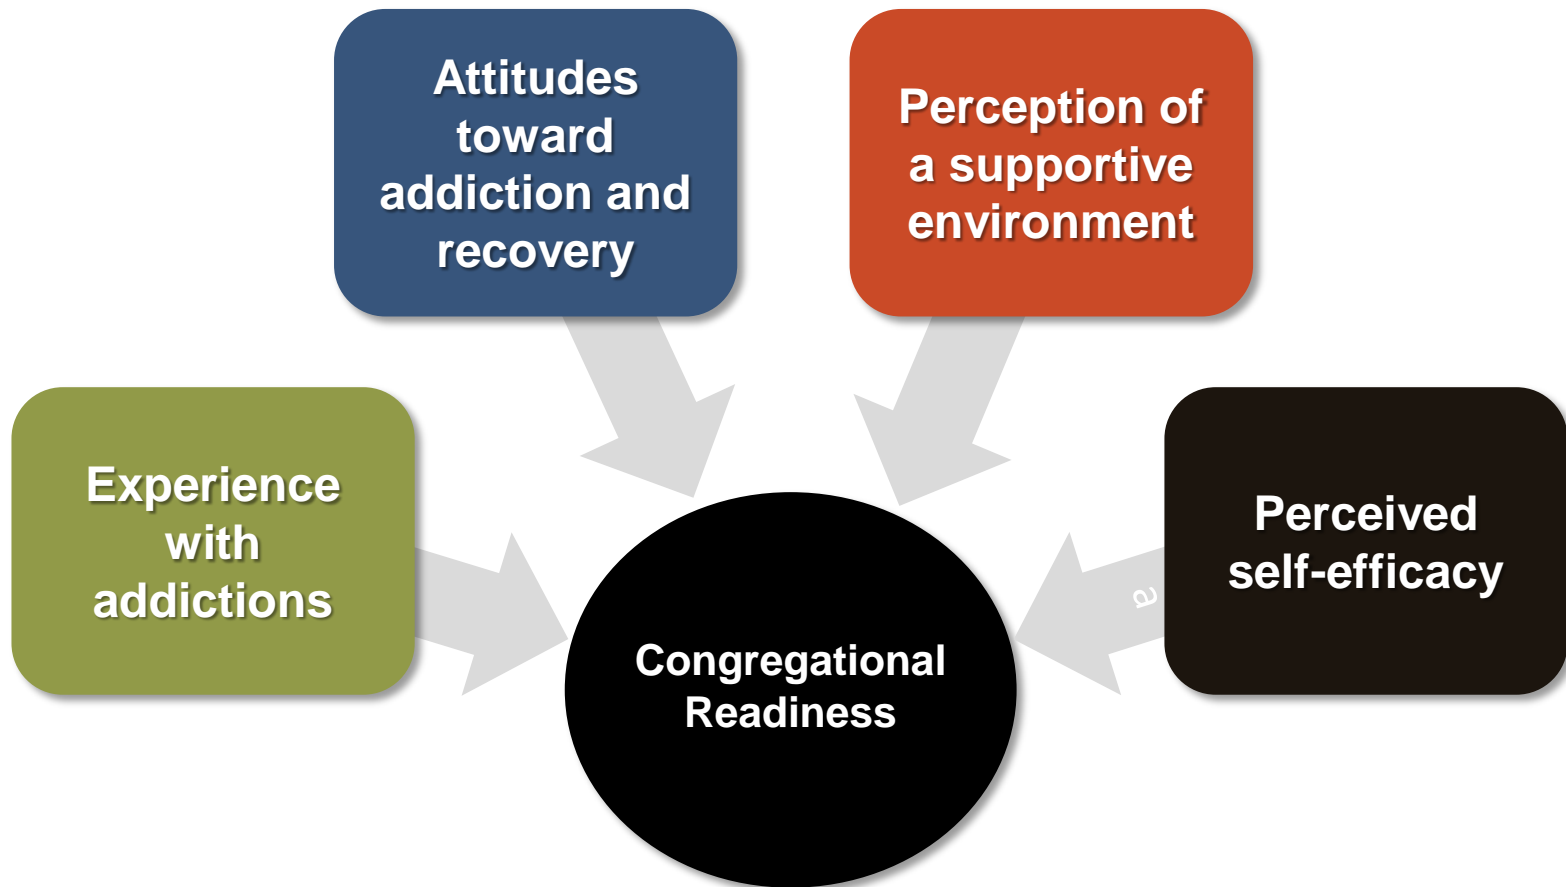 Attitudes
toward
addiction and
recovery
Perception of
a supportive
environment
Experience
with
addictions
Perceived
self-efficacy
a
Congregational
Readiness